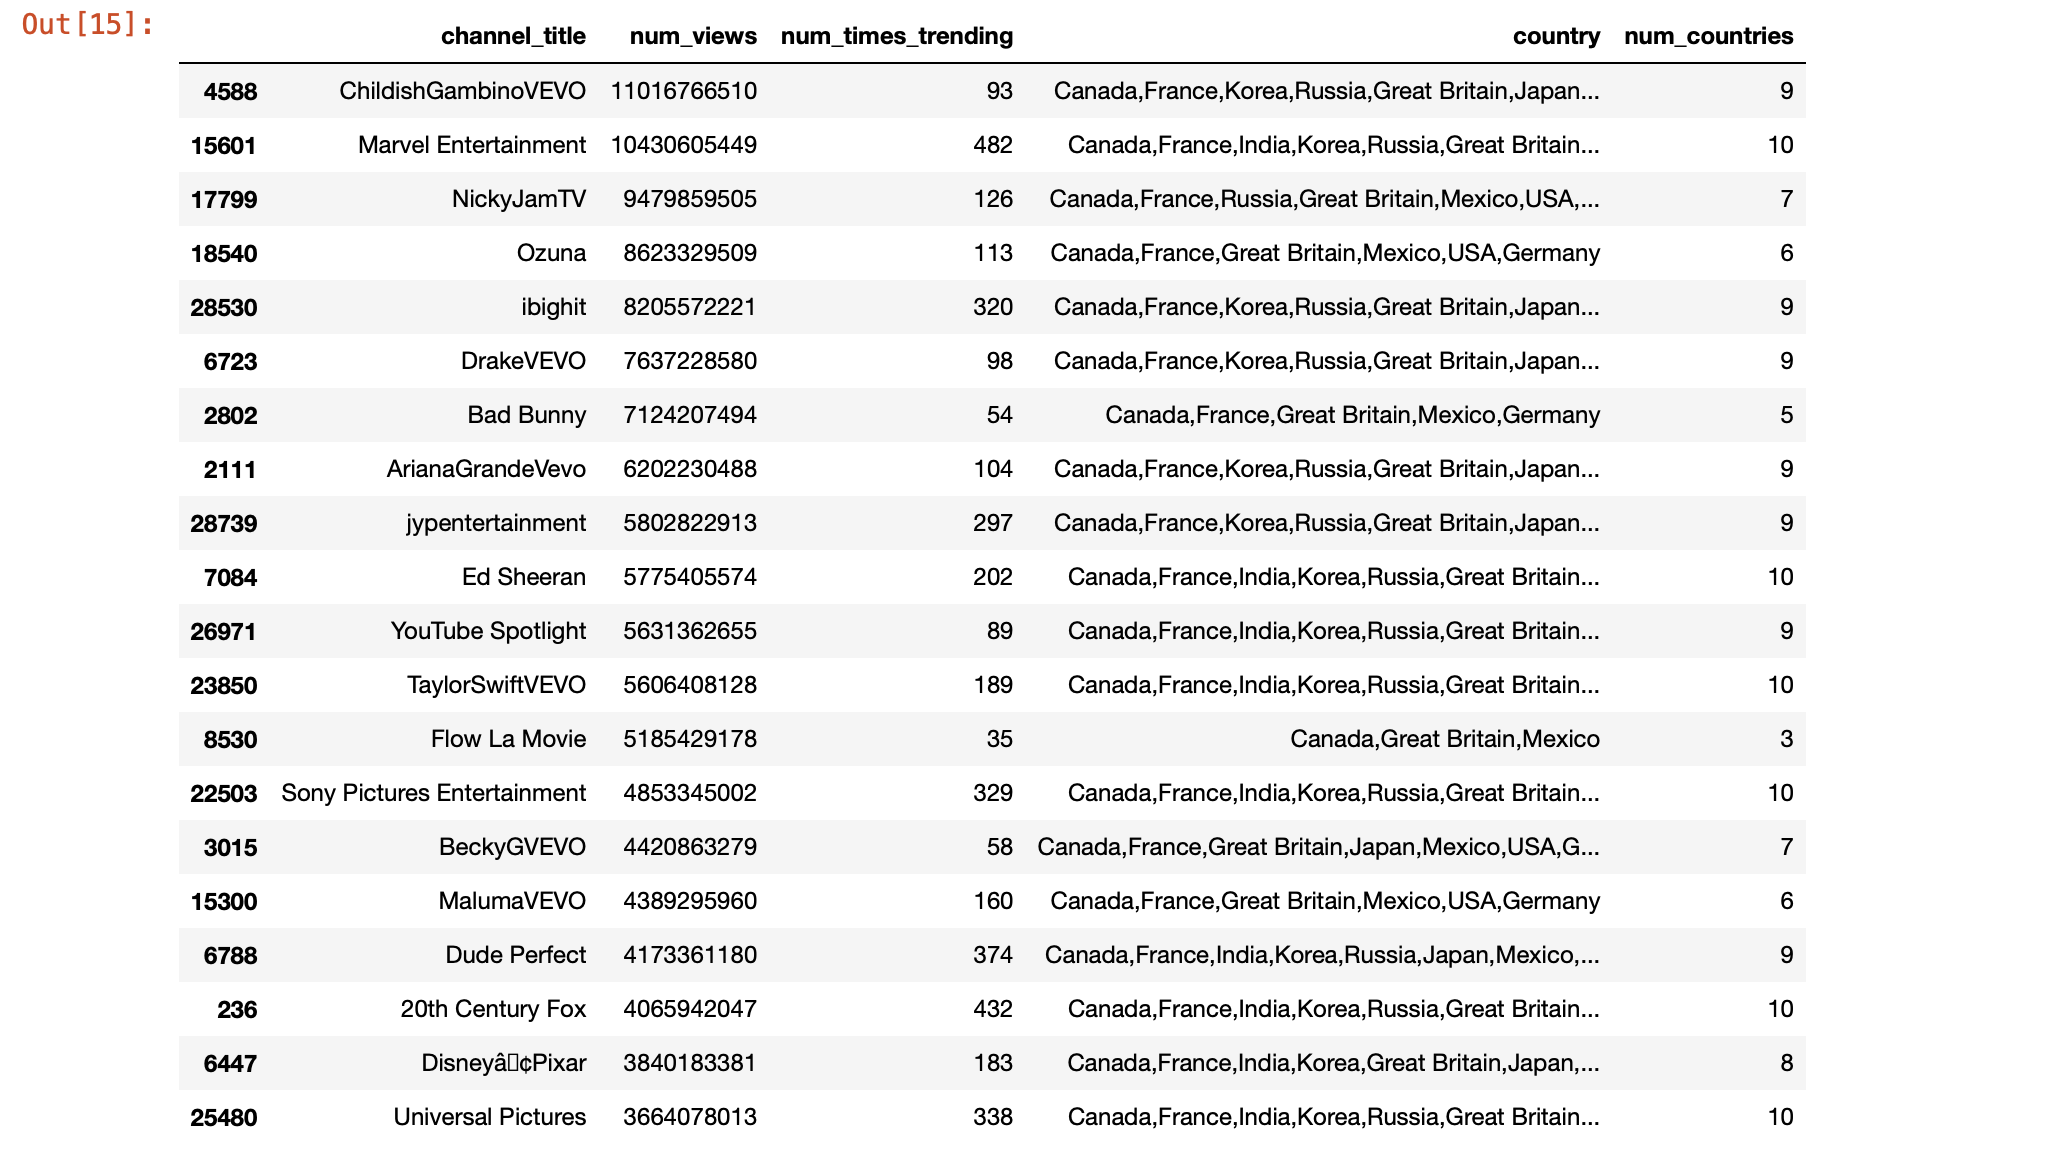 Out[15]:
channel_title num_views num_times_trending country num_countries
4588 ChildishGambinoVEVO 11016766510 93 Canada,France,Korea,Russia,Great Britain,Japan... 9
15601 Marvel Entertainment 10430605449 482 Canada,France,India,Korea,Russia,Great Britain... 10
17799 NickyJamTV 9479859505 126 Canada,France,Russia,Great Britain,Mexico,USA,... 7
18540 Ozuna 8623329509 113 Canada,France,Great Britain,Mexico,USA,Germany 6
28530 ibighit 8205572221 320 Canada,France,Korea,Russia,Great Britain,Japan... 9
6723 DrakeVEVO 7637228580 98 Canada,France,Korea,Russia,Great Britain,Japan... 9
2802 Bad Bunny 7124207494 54 Canada,France,Great Britain,Mexico,Germany 5
2111 ArianaGrandeVevo 6202230488 104 Canada,France,Korea,Russia,Great Britain,Japan... 9
28739 jypentertainment 5802822913 297 Canada,France,Korea,Russia,Great Britain,Japan... 9
7084 Ed Sheeran 5775405574 202 Canada,France,India,Korea,Russia,Great Britain... 10
26971 YouTube Spotlight 5631362655 89 Canada,France,India,Korea,Russia,Great Britain... 9
23850 TaylorSwiftVEVO 5606408128 189 Canada,France,India,Korea,Russia,Great Britain... 10
8530 Flow La Movie 5185429178 35 Canada,Great Britain,Mexico 3
22503 Sony Pictures Entertainment 4853345002 329 Canada,France,India,Korea,Russia,Great Britain... 10
3015 BeckyGVEVO 4420863279 58 Canada,France,Great Britain,Japan,Mexico,USA,G... 7
15300 MalumaVEVO 4389295960 160 Canada,France,Great Britain,Mexico,USA,Germany 6
6788 Dude Perfect 4173361180 374 Canada,France,India,Korea,Russia,Japan,Mexico,... 9
236 20th Century Fox 4065942047 432 Canada,France,India,Korea,Russia,Great Britain... 10
6447 Disneyâ▯¢Pixar 3840183381 183 Canada,France,India,Korea,Great Britain,Japan,... 8
25480 Universal Pictures 3664078013 338 Canada,France,India,Korea,Russia,Great Britain... 10